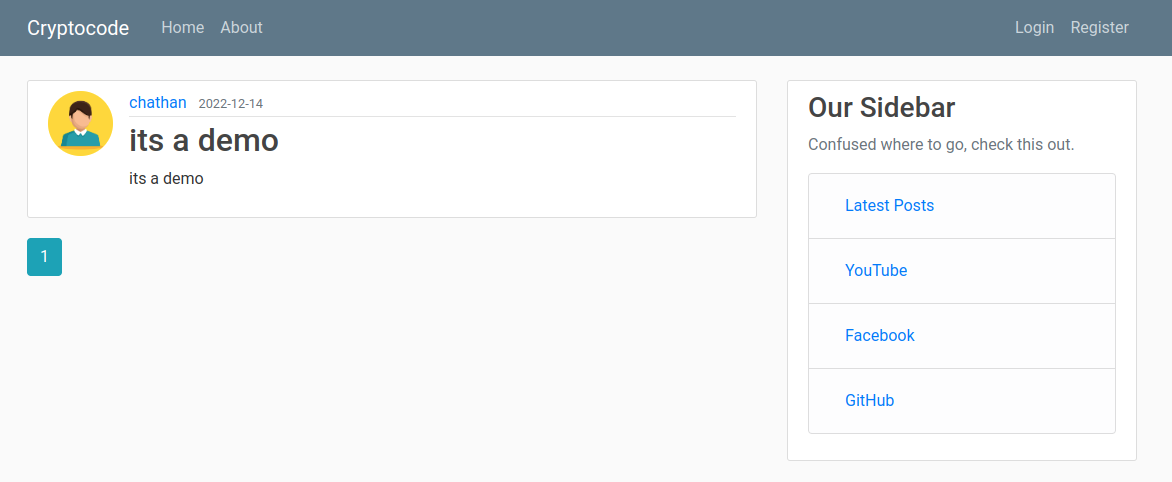 Cryptocode Home About Login Register
chathan 2022-12-14
its a demo
its a demo
1
Our Sidebar
Confused where to go, check this out.
Latest Posts
YouTube
Facebook
GitHub